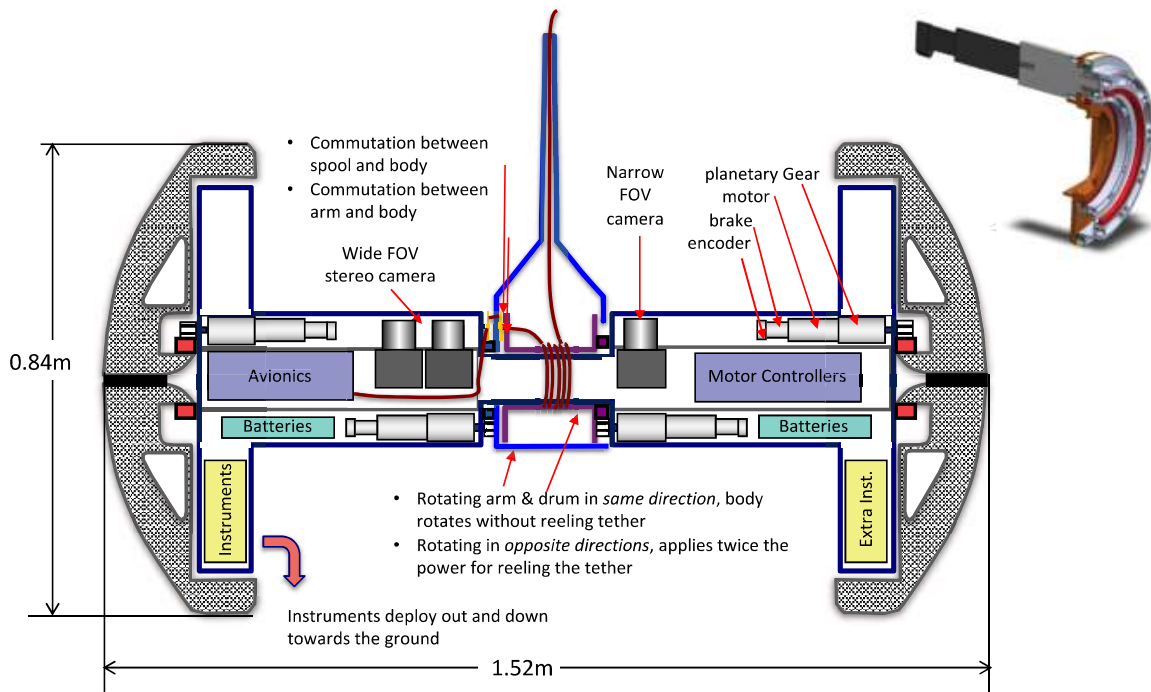 • Commutation between
spool and body
• Commutation between
arm and body
Wide FOV
stereo camera
Narrow
FOV
camera
planetary Gear
motor
brake
encoder
0.84m
Avionics
Motor Controllers
Batteries
Batteries
Instruments
Extra Inst.
• Rotating arm & drum in same direction, body
rotates without reeling tether
• Rotating in opposite directions, applies twice the
power for reeling the tether
Instruments deploy out and down
towards the ground
1.52m